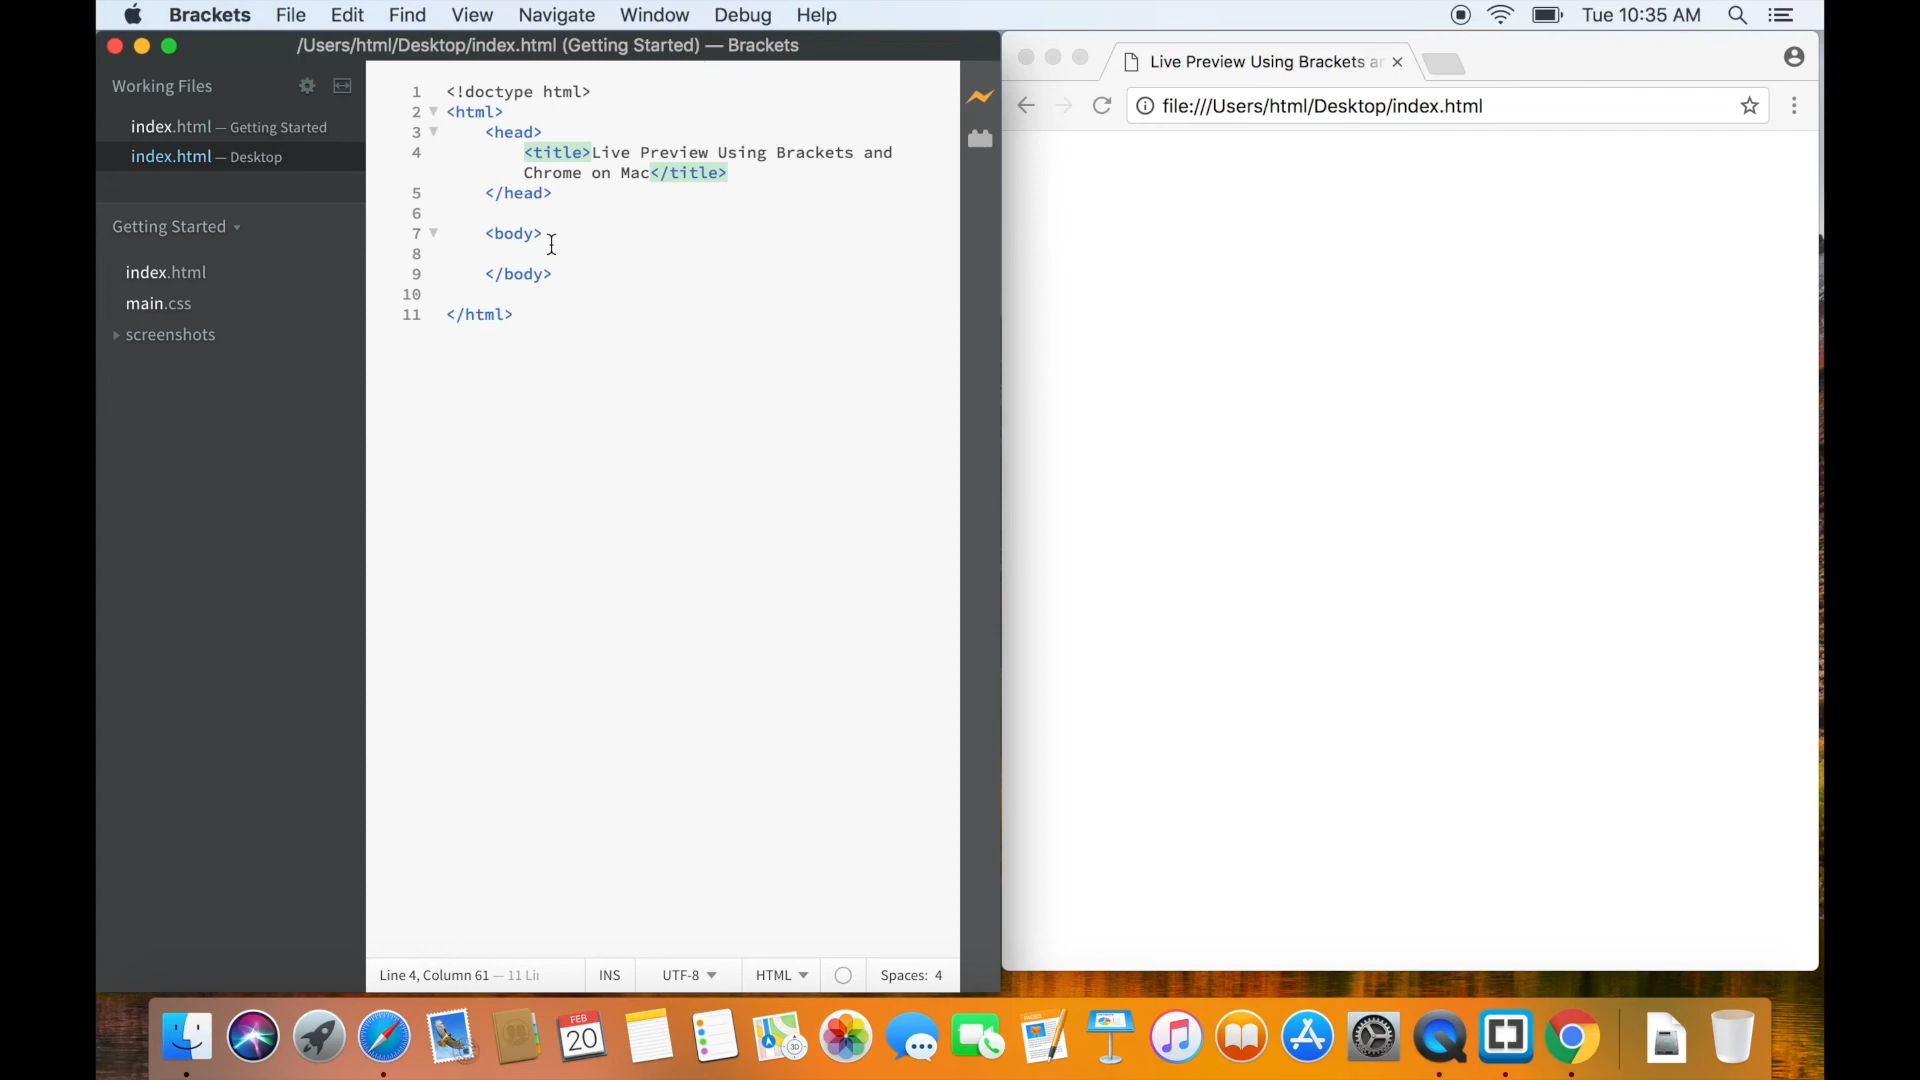 Brackets File Edit Find View Navigate Window Debug Help Tue 10:35 AM
/Users/html/Desktop/index.html (Getting Started) — Brackets
Working Files
index.html — Getting Started
index.html — Desktop
Getting Started
index.html
main.css
screenshots
1 <!doctype html>
2 <html>
3 <head>
4 <title>Live Preview Using Brackets and
Chrome on Mac</title>
5 </head>
6
7 <body>
8
9 </body>
10
11 </html>
Line 4, Column 61 — 11 Lin
INS UTF-8 HTML Spaces: 4
Live Preview Using Brackets an
file:///Users/html/Desktop/index.html
FEB
20
3D
PAGES